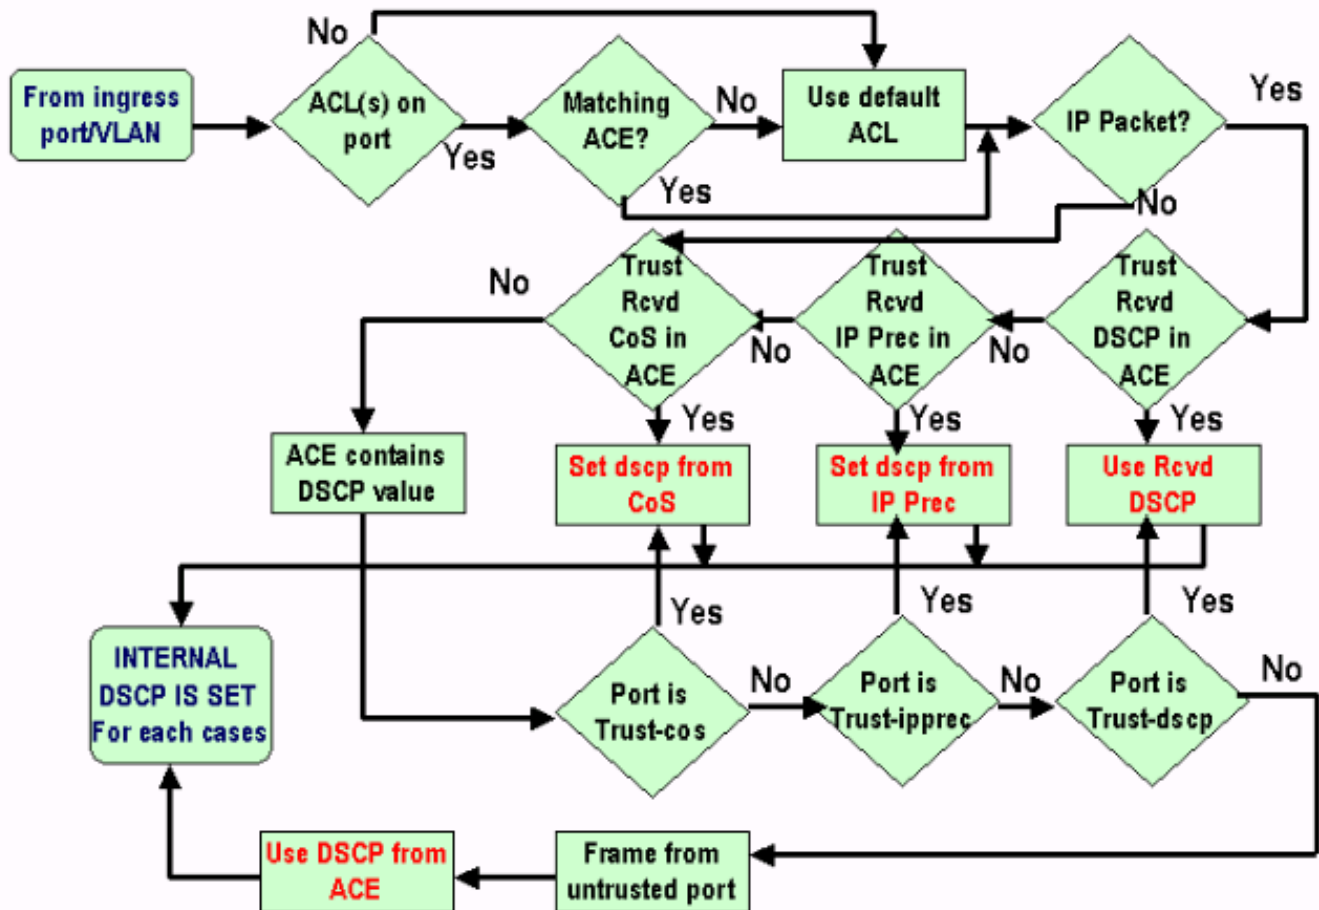 No
From ingress
port/VLAN
ACL(s) on
port
Yes
Matching
ACE?
No
Yes
Use default
ACL
IP Packet?
Yes
No
Trust
Rcvd
DSCP in
ACE
No
Yes
Trust
Rcvd
IP Prec in
ACE
No
Yes
Trust
Rcvd
CoS in
ACE
No
Yes
ACE contains
DSCP value
Set dscp from
CoS
Set dscp from
IP Prec
Use Rcvd
DSCP
Yes
Yes
Yes
INTERNAL
DSCP IS SET
For each cases
Port is
Trust-cos
No
Port is
Trust-ipprec
No
Port is
Trust-dscp
No
Use DSCP from
ACE
Frame from
untrusted port